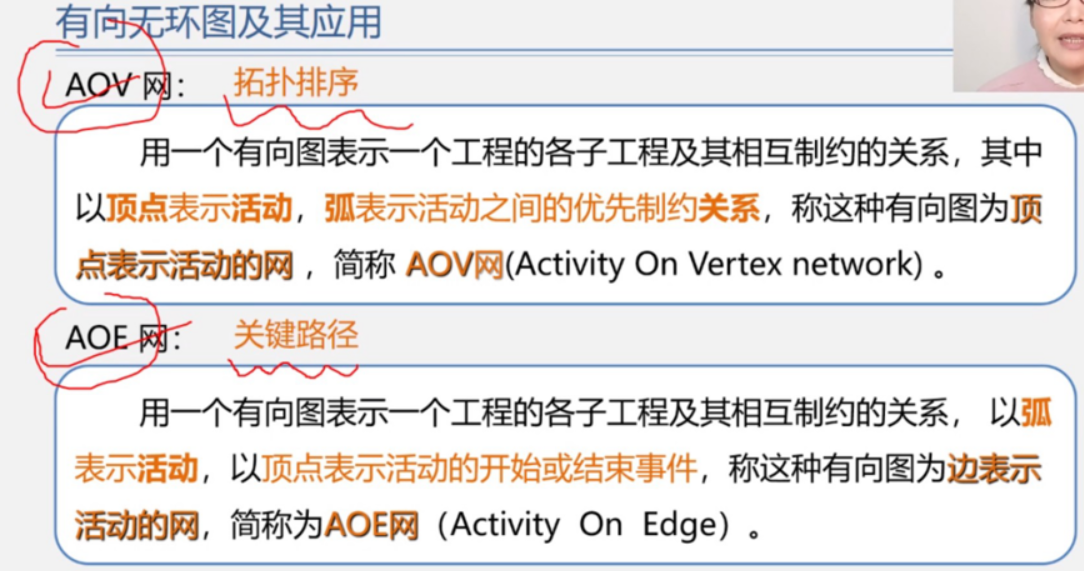 有向无环图及其应用
AOV 网： 拓扑排序
用一个有向图表示一个工程的各子工程及其相互制约的关系，其中
以顶点表示活动，弧表示活动之间的优先制约关系，称这种有向图为顶
点表示活动的网，简称 AOV网(Activity On Vertex network) 。
AOE 网： 关键路径
用一个有向图表示一个工程的各子工程及其相互制约的关系， 以弧
表示活动，以顶点表示活动的开始或结束事件，称这种有向图为边表示
活动的网，简称为AOE网（Activity On Edge）。